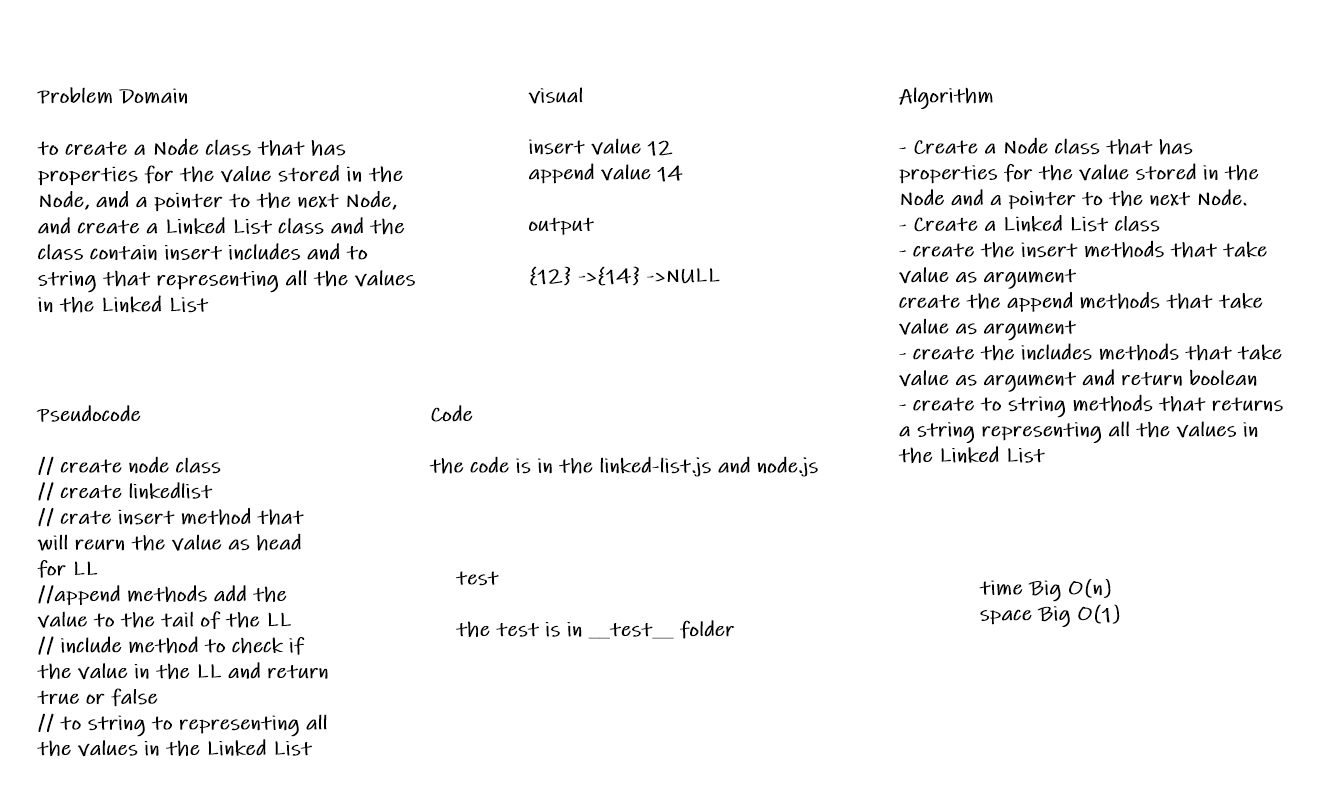 Problem Domain
to create a Node class that has
properties for the value stored in the
Node, and a pointer to the next Node,
and create a Linked List class and the
class contain insert includes and to
string that representing all the values
in the Linked List
visual
insert value 12
append value 14
output
{12} ->{14} ->NULL
Algorithm
- Create a Node class that has
properties for the value stored in the
Node and a pointer to the next Node.
- Create a Linked List class
- create the insert methods that take
value as argument
create the append methods that take
value as argument
- create the includes methods that take
value as argument and return boolean
- create to string methods that returns
a string representing all the values in
the Linked List
Pseudocode
// create node class
// create linkedlist
// crate insert method that
will reurn the value as head
for LL
//append methods add the
value to the tail of the LL
// include method to check if
the value in the LL and return
true or false
// to string to representing all
the values in the Linked List
Code
the code is in the linked-list.js and node.js
test
the test is in __test__ folder
time Big O(n)
space Big O(1)